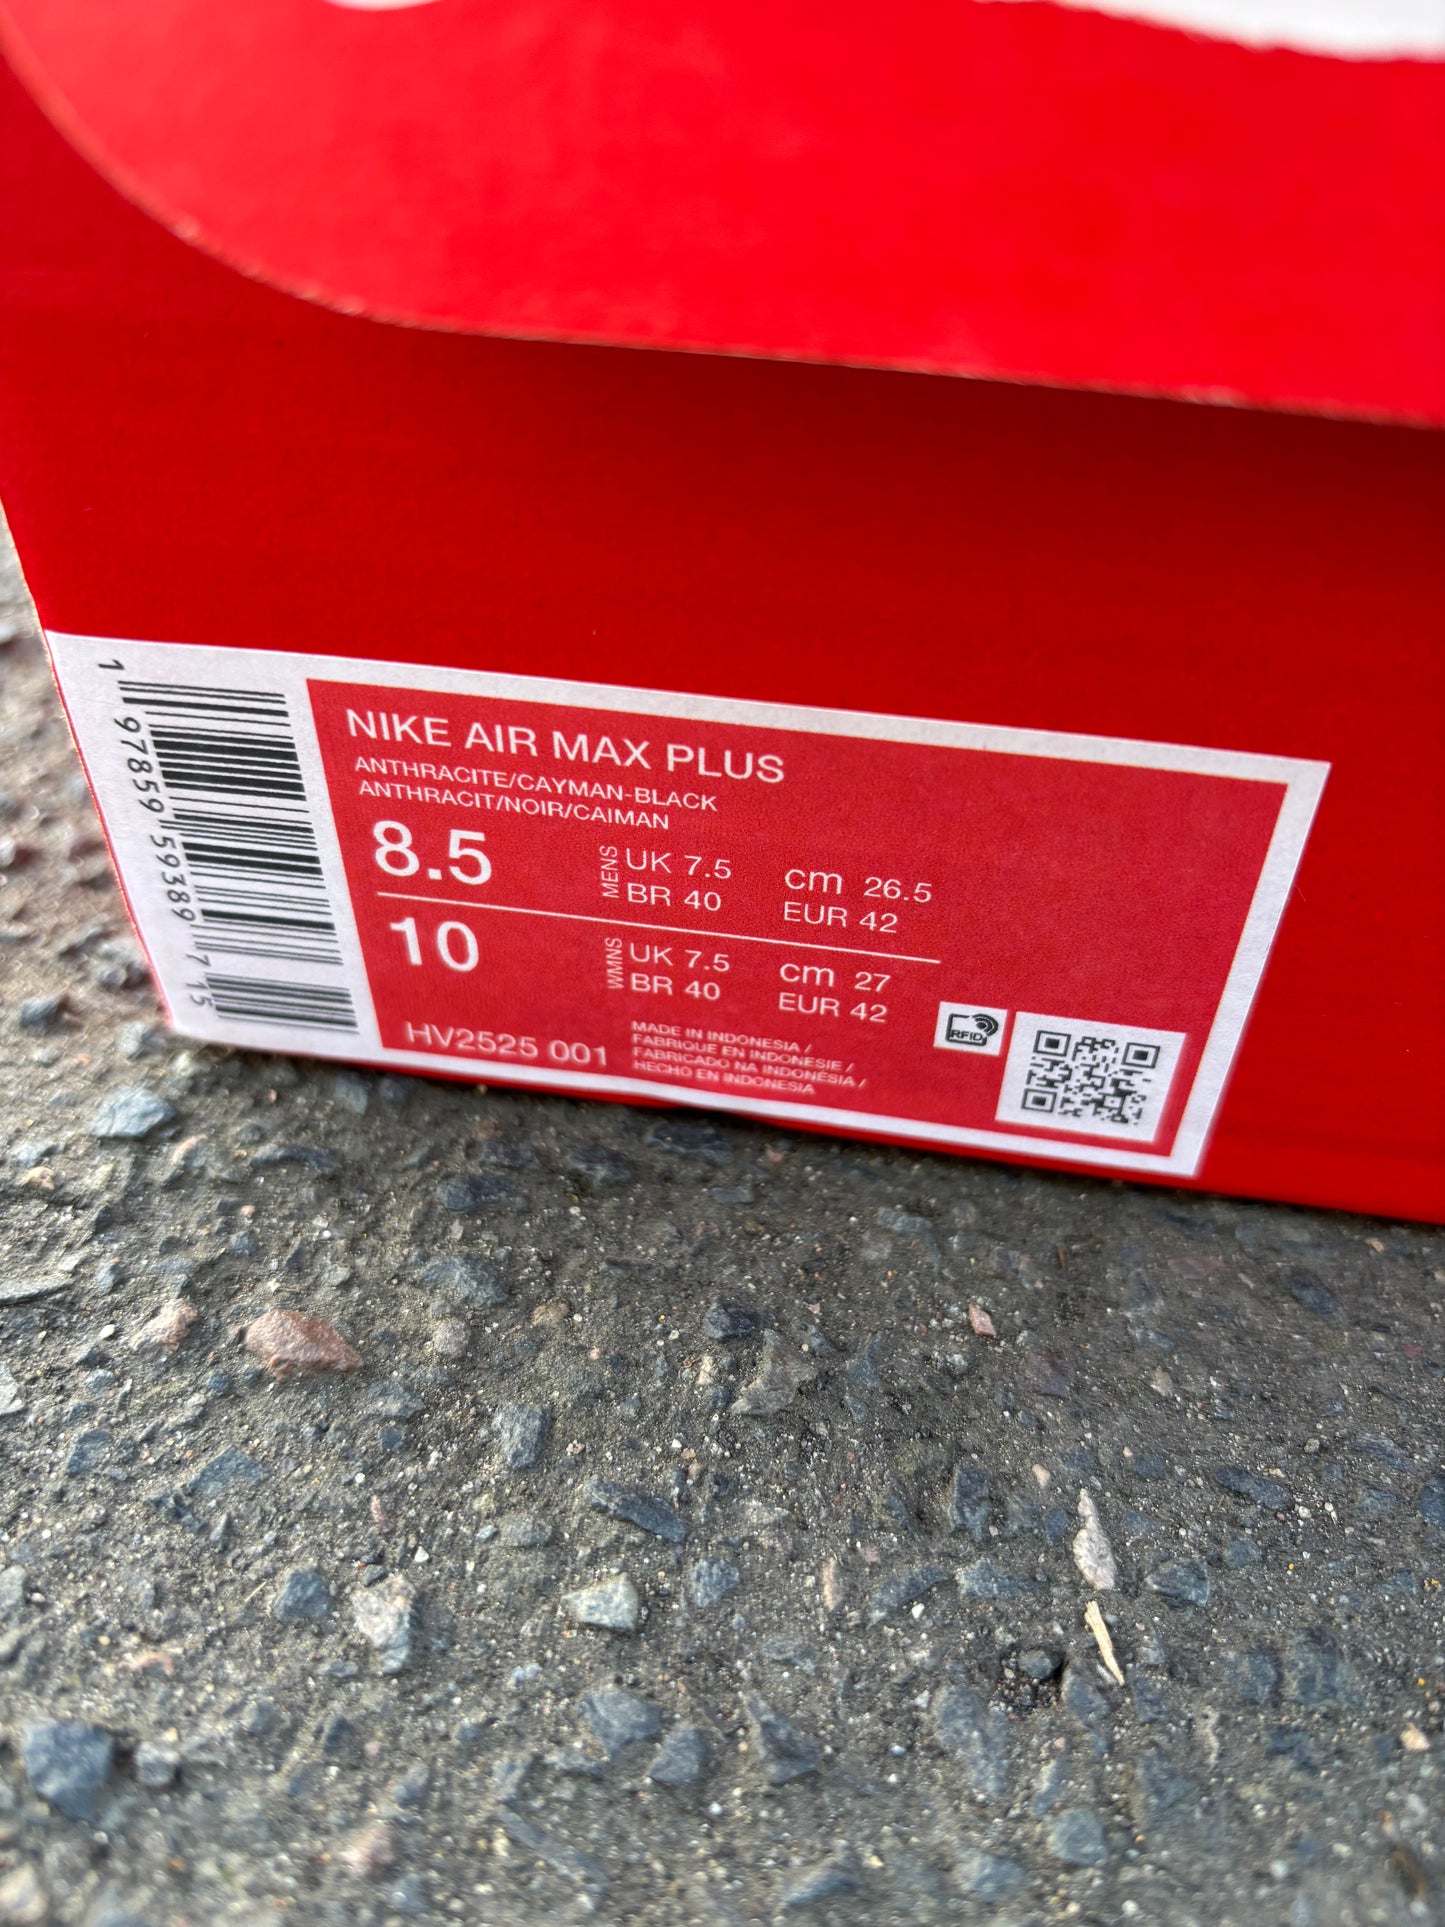 NIKE AIR MAX PLUS
ANTHRACITE/CAYMAN-BLACK
ANTHRACIT/NOIR/CAIMAN
8.5
MENS
UK 7.5 cm 26.5
BR 40 EUR 42
10
WMNS
UK 7.5 cm 27
BR 40 EUR 42
HV2525 001
MADE IN INDONESIA /
FABRIQUE EN INDONESIE /
FABRICADO NA INDONÉSIA /
HECHO EN INDONESIA
RFID
1 97859 59389 7 15